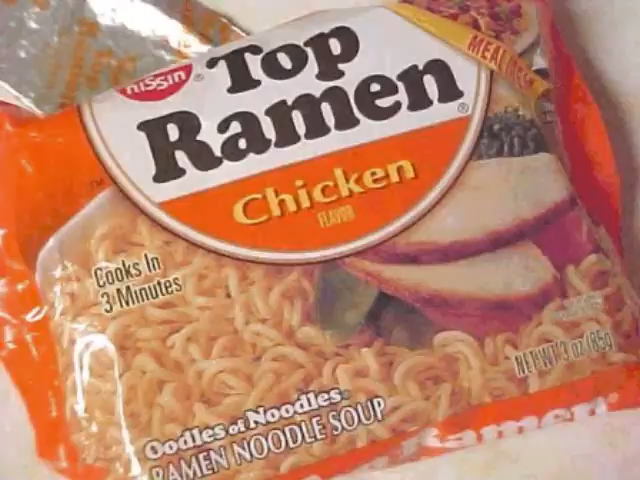 NISSIN
Top
Ramen®
Chicken
FLAVOR
Cooks In
3 Minutes
NET WT 3 oz (85g)
Oodles of Noodles®
RAMEN NOODLE SOUP
Ramen